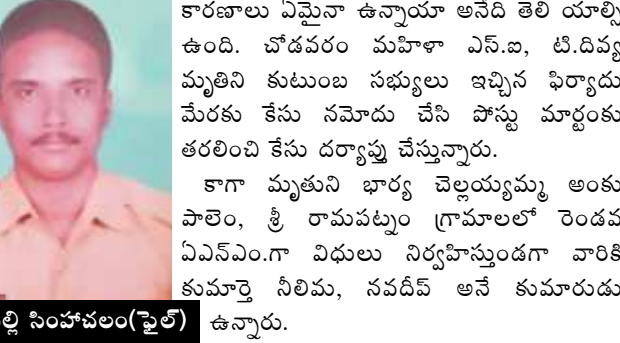 కారణాలు ఏమైనా ఉన్నాయా అనేది తెలి యాల్సి
ఉంది. చోడవరం మహిళా ఎస్.ఐ, టి.దివ్య
మృతిని కుటుంబ సభ్యులు ఇచ్చిన ఫిర్యాదు
మేరకు కేసు నమోదు చేసి పోస్టు మార్టంకు
తరలించి కేసు దర్యాప్తు చేస్తున్నారు.
కాగా మృతుని భార్య చెల్లయ్యమ్మ అంకు
పాలెం, శ్రీ రామపట్నం గ్రామాలలో రెండవ
ఏఎన్ఎం.గా విధులు నిర్వహిస్తుండగా వారికి
కుమార్తె నీలిమ, నవదీప్ అనే కుమారుడు
ఉన్నారు.
ల్లి సింహాచలం(ఫైల్)